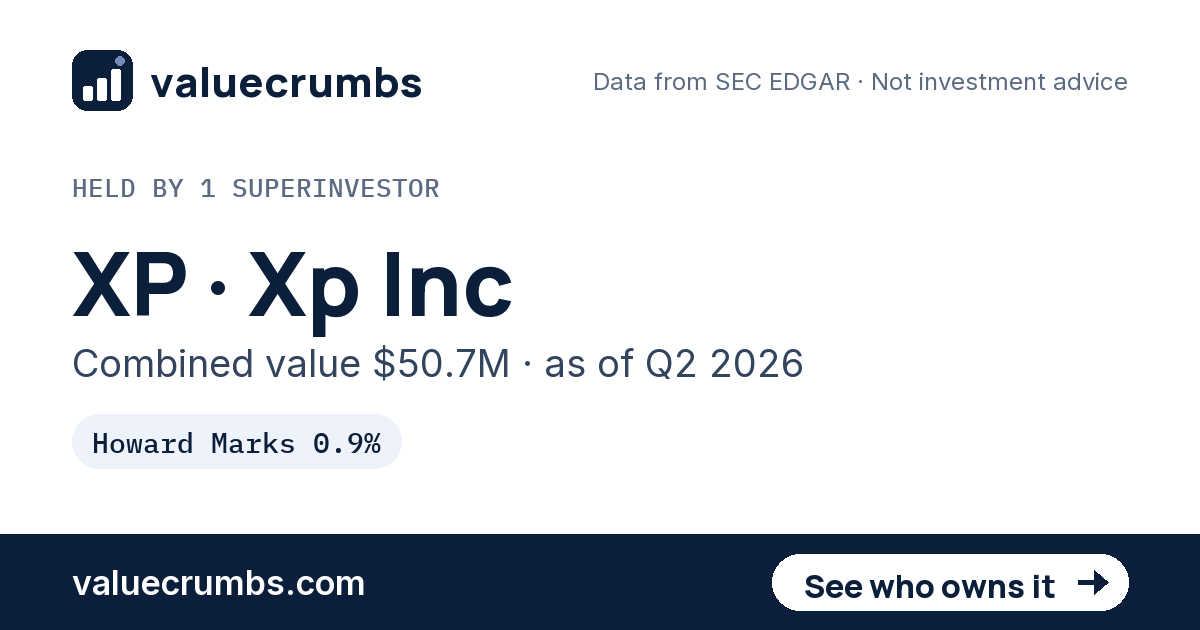 valuecrumbs
Data from SEC EDGAR · Not investment advice
HELD BY 1 SUPERINVESTOR
XP · Xp Inc
Combined value $50.7M · as of Q2 2026
Howard Marks 0.9%
valuecrumbs.com
See who owns it →